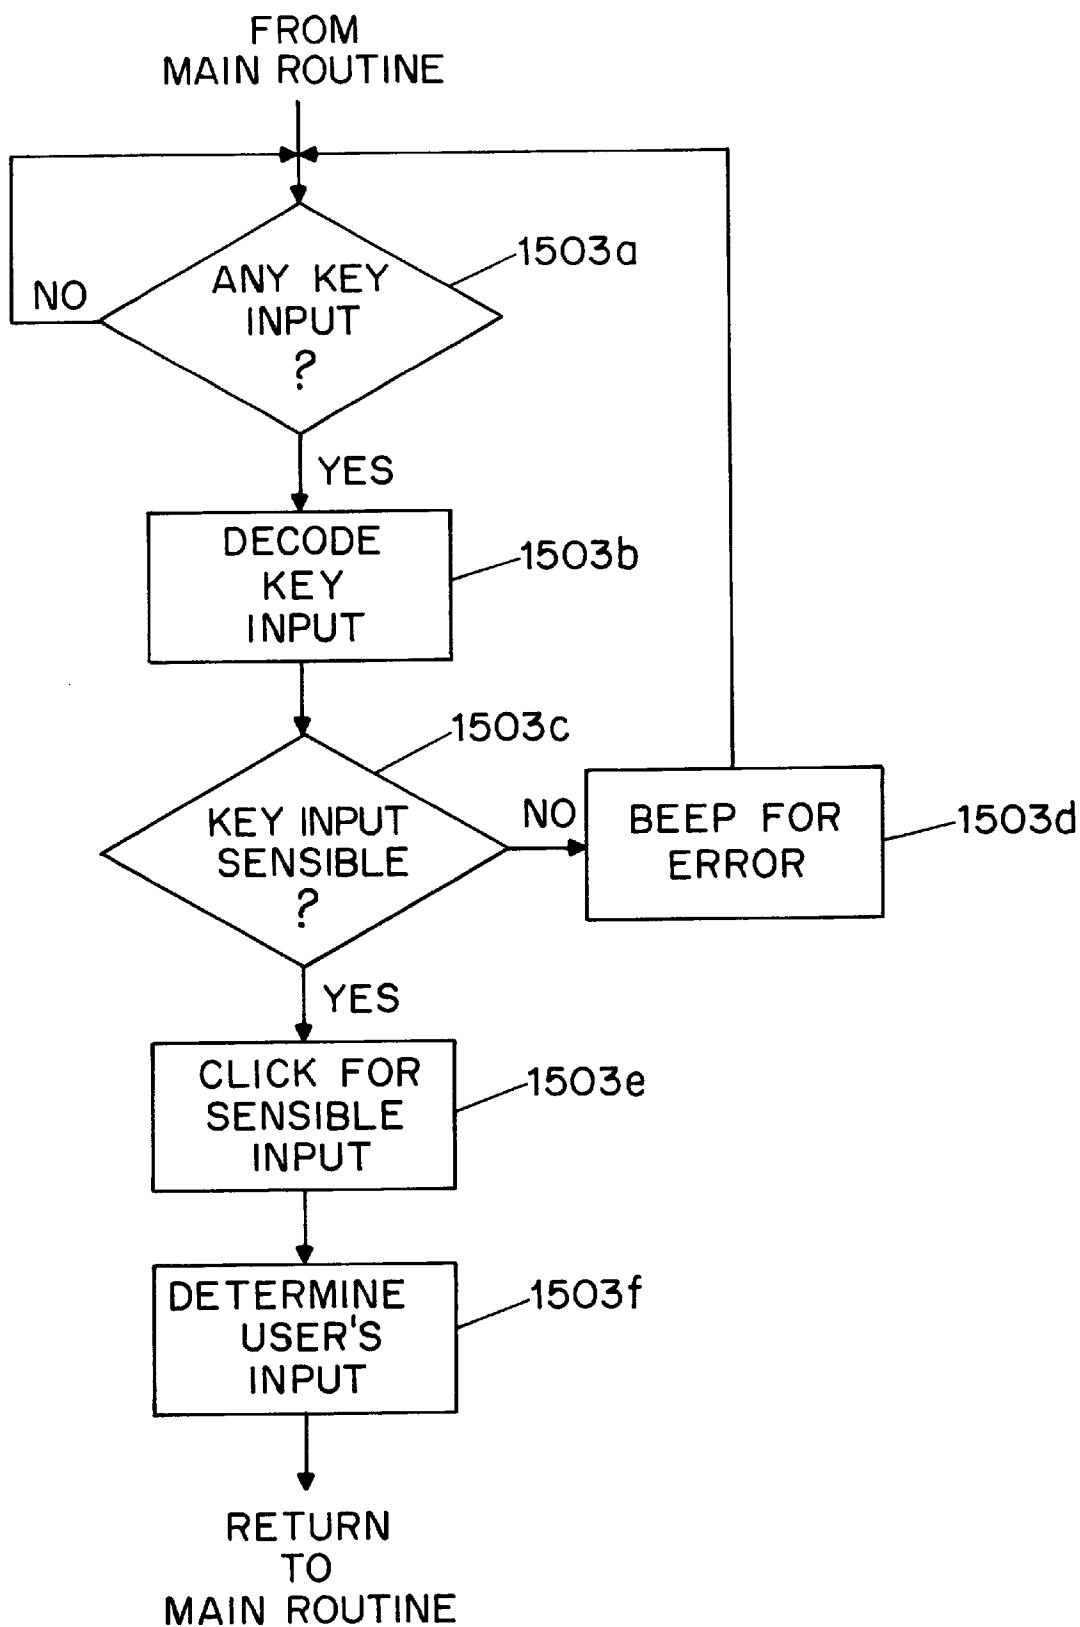 FROM
MAIN ROUTINE
1503a
ANY KEY
INPUT
?
NO
YES
DECODE
KEY
INPUT
1503b
1503c
KEY INPUT
SENSIBLE
?
NO
BEEP FOR
ERROR
1503d
YES
CLICK FOR
SENSIBLE
INPUT
1503e
DETERMINE
USER'S
INPUT
1503f
RETURN
TO
MAIN ROUTINE